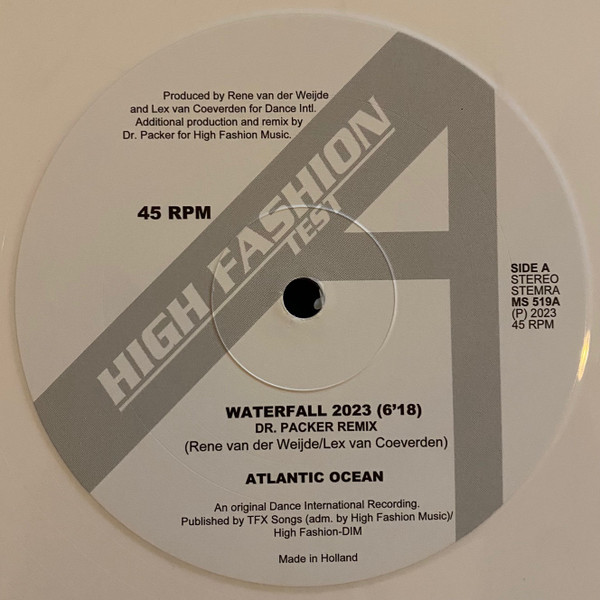 Produced by Rene van der Weijde
and Lex van Coeverden for Dance Intl.
Additional production and remix by
Dr. Packer for High Fashion Music.
45 RPM
HIGH FASHION
TEST
SIDE A
STEREO
STEMRA
MS 519A
(P) 2023
45 RPM
WATERFALL 2023 (6'18)
DR. PACKER REMIX
(Rene van der Weijde/Lex van Coeverden)
ATLANTIC OCEAN
An original Dance International Recording.
Published by TFX Songs (adm. by High Fashion Music)/
High Fashion-DIM
Made in Holland